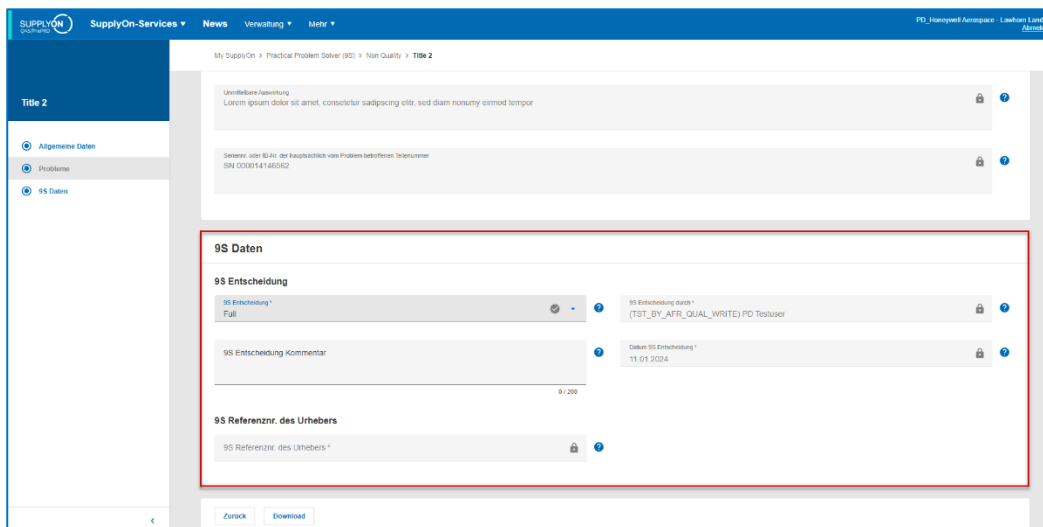 SUPPLYON
SupplyOn-Services ▾ News Verwaltung ▾ Mehr ▾
PD_Honeywell Aerospace - Lawhorn Land
Abmeld
My SupplyOn > Practical Problem Solver (9S) > Non Quality > Title 2
Title 2
Allgemeine Daten
Probleme
9S Daten
Unmittelbare Auswirkung
Lorem ipsum dolor sit amet, consetetur sadipscing elitr, sed diam nonumy eirmod tempor
Seriennr. oder ID-Nr. der hauptsächlich vom Problem betroffenen Teilenummer
SN 000014146562
9S Daten
9S Entscheidung
9S Entscheidung *
Full
9S Entscheidung durch *
(TST_BY_AFR_QUAL_WRITE) PD Testuser
9S Entscheidung Kommentar
0 / 200
Datum 9S Entscheidung *
11.01.2024
9S Referenznr. des Urhebers
9S Referenznr. des Urhebers *
Zurück Download